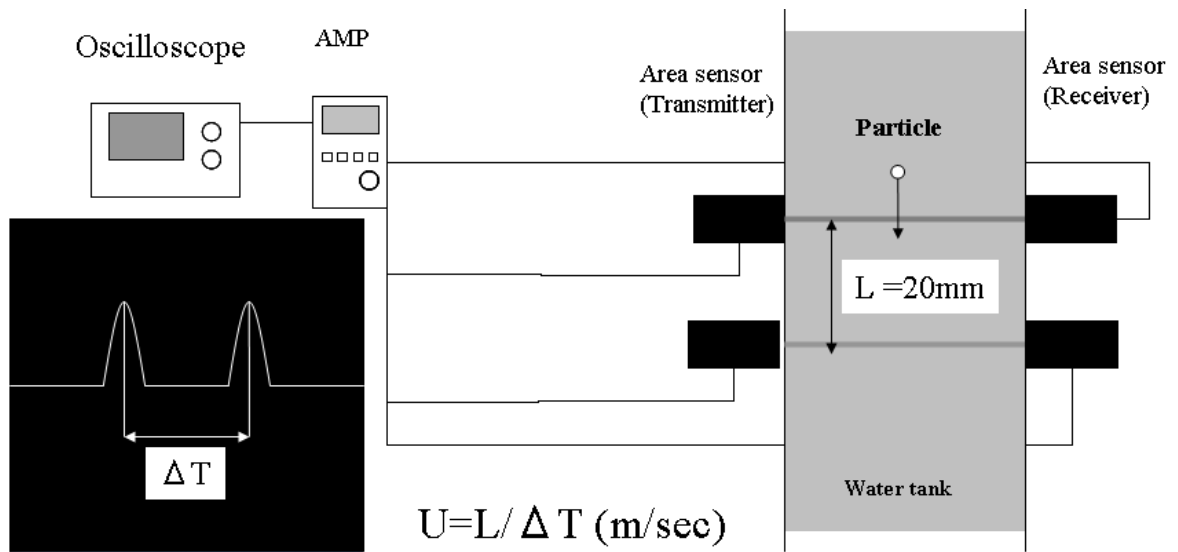 Oscilloscope
AMP
Area sensor
(Transmitter)
Area sensor
(Receiver)
Particle
L =20mm
ΔT
Water tank
U=L/ΔT (m/sec)